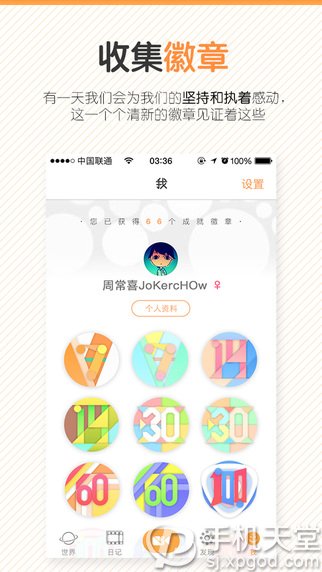 收集徽章
有一天我们会为我们的坚持和执着感动，
这一个个清新的徽章见证着这些
中国联通 03:36 100%
我 设置
您已获得66个成就徽章
周常喜JoKercHOw ♀
个人资料
7 7 14
14 30 30
60 60 100
世界 日记 发现 我
手机天堂
sj.xpgod.com